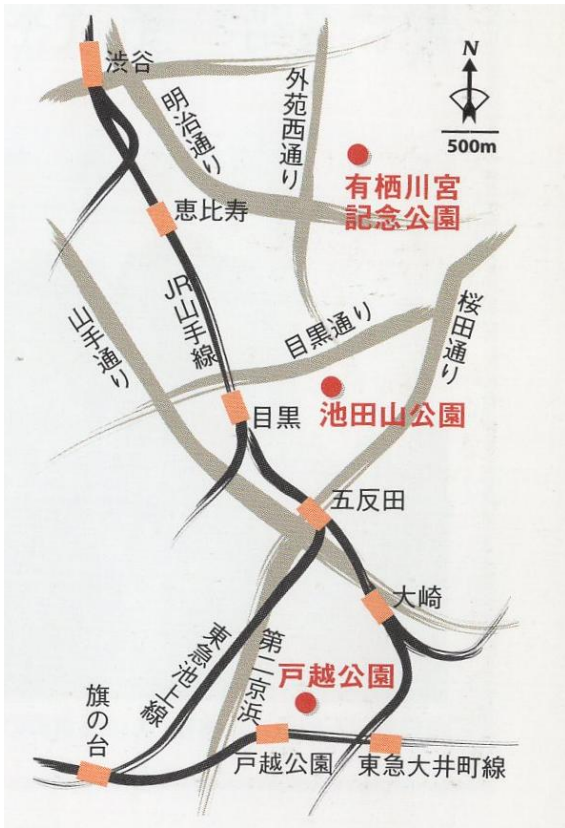 渋谷
明治通り
外苑西通り
N
500m
有栖川宮
記念公園
恵比寿
JR山手線
山手通り
目黒通り
桜田通り
目黒
池田山公園
五反田
大崎
東急池上線
第二京浜
戸越公園
旗の台
戸越公園
東急大井町線